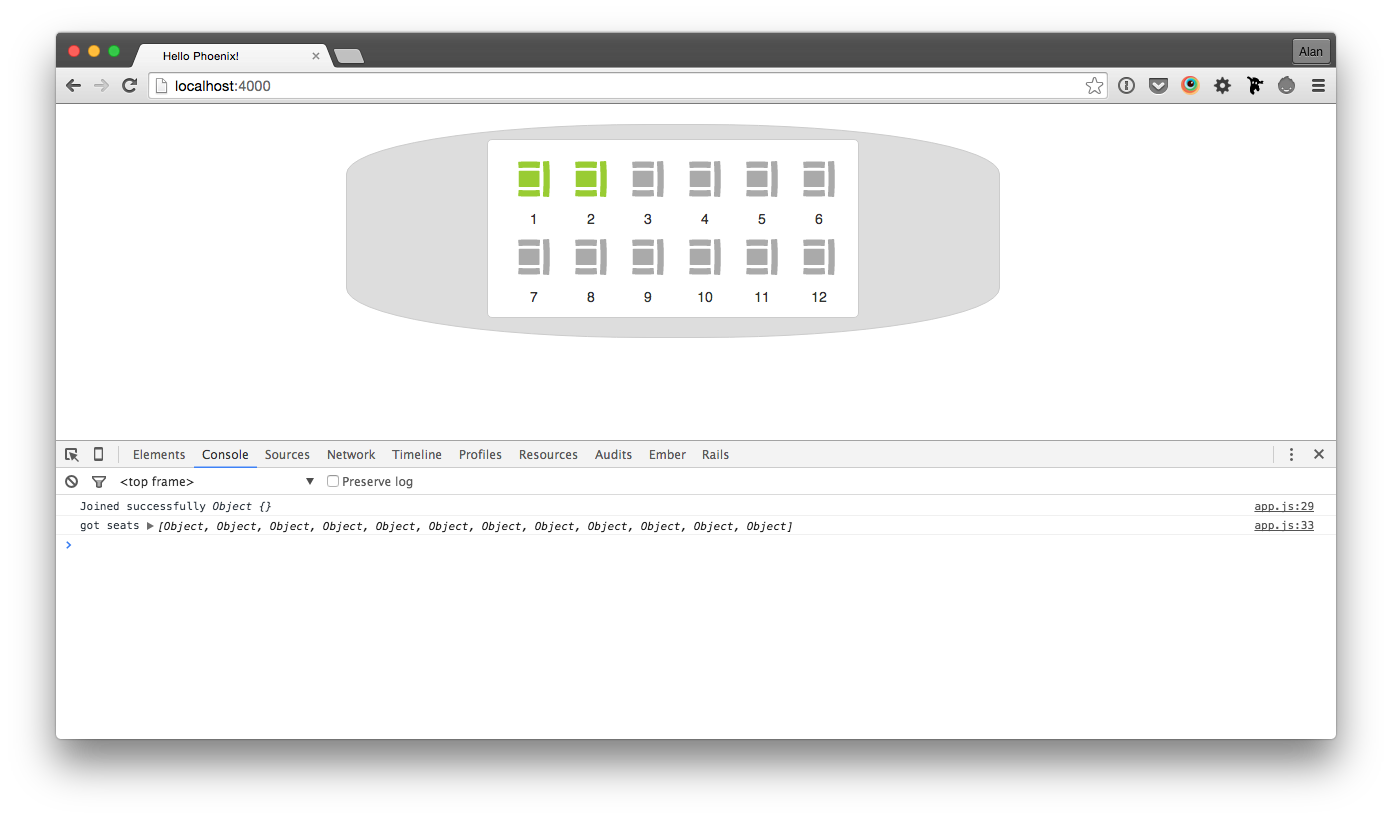 Hello Phoenix!
Alan
localhost:4000
1 2 3 4 5 6
7 8 9 10 11 12
Elements Console Sources Network Timeline Profiles Resources Audits Ember Rails
<top frame> Preserve log
Joined successfully Object {} app.js:29
got seats [Object, Object, Object, Object, Object, Object, Object, Object, Object, Object, Object, Object] app.js:33